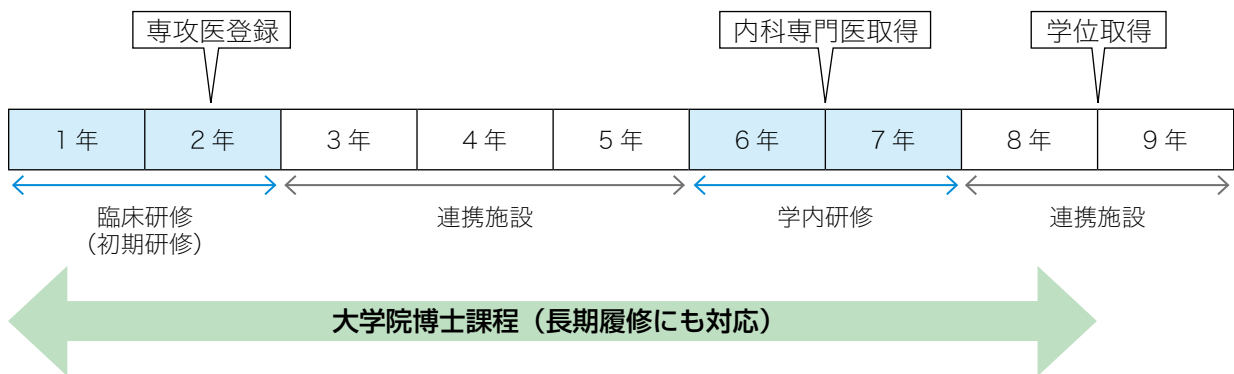 専攻医登録
内科専門医取得
学位取得
1 年
2 年
3 年
4 年
5 年
6 年
7 年
8 年
9 年
臨床研修
（初期研修）
連携施設
学内研修
連携施設
大学院博士課程（長期履修にも対応）